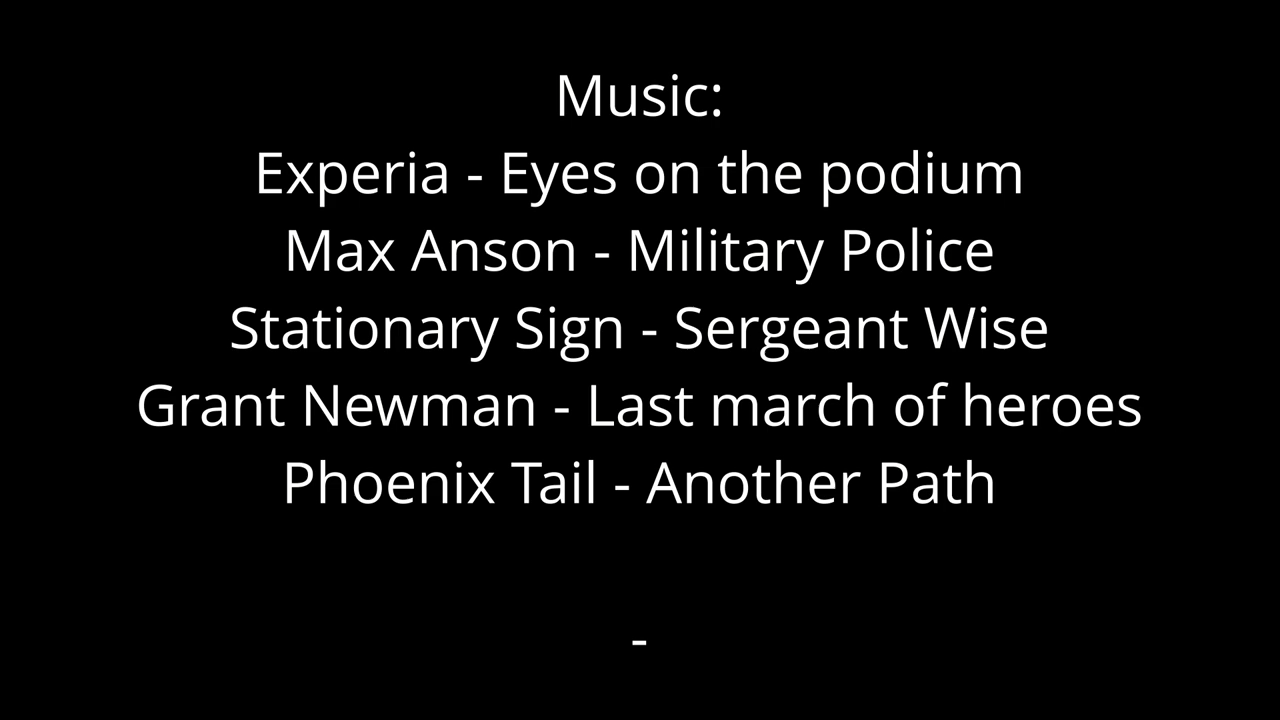 Music:
Experia - Eyes on the podium
Max Anson - Military Police
Stationary Sign - Sergeant Wise
Grant Newman - Last march of heroes
Phoenix Tail - Another Path
-